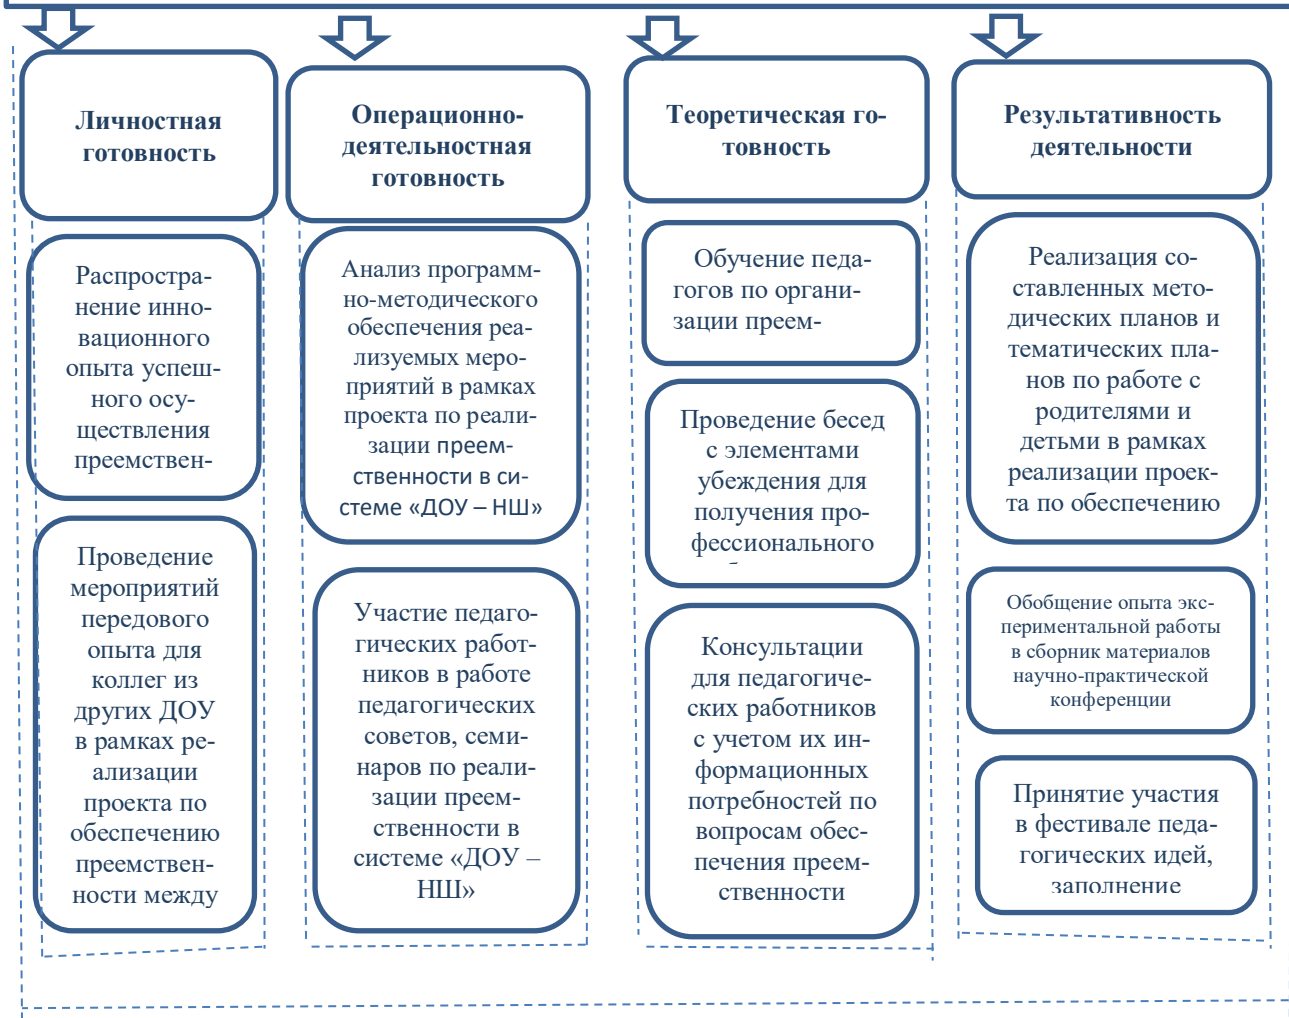 Личностная
готовность
Операционно-
деятельностная
готовность
Теоретическая го-
товность
Результативность
деятельности
Распростра-
нение инно-
вационного
опыта успеш-
ного осу-
ществления
преемствен-
Проведение
мероприятий
передового
опыта для
коллег из
других ДОУ
в рамках ре-
ализации
проекта по
обеспечению
преемствен-
ности между
Анализ программ-
но-методического
обеспечения реа-
лизуемых меро-
приятий в рамках
проекта по реали-
зации преем-
ственности в си-
стеме «ДОУ – НШ»
Участие педаго-
гических работ-
ников в работе
педагогических
советов, семи-
наров по реали-
зации преем-
ственности в
системе «ДОУ –
НШ»
Обучение педа-
гогов по органи-
зации преем-
Проведение бесед
с элементами
убеждения для
получения про-
фессионального
Консультации
для педагогиче-
ских работников
с учетом их ин-
формационных
потребностей по
вопросам обес-
печения преем-
ственности
Реализация со-
ставленных мето-
дических планов и
тематических пла-
нов по работе с
родителями и
детьми в рамках
реализации проек-
та по обеспечению
Обобщение опыта экс-
периментальной работы
в сборник материалов
научно-практической
конференции
Принятие участия
в фестивале педа-
гогических идей,
заполнение